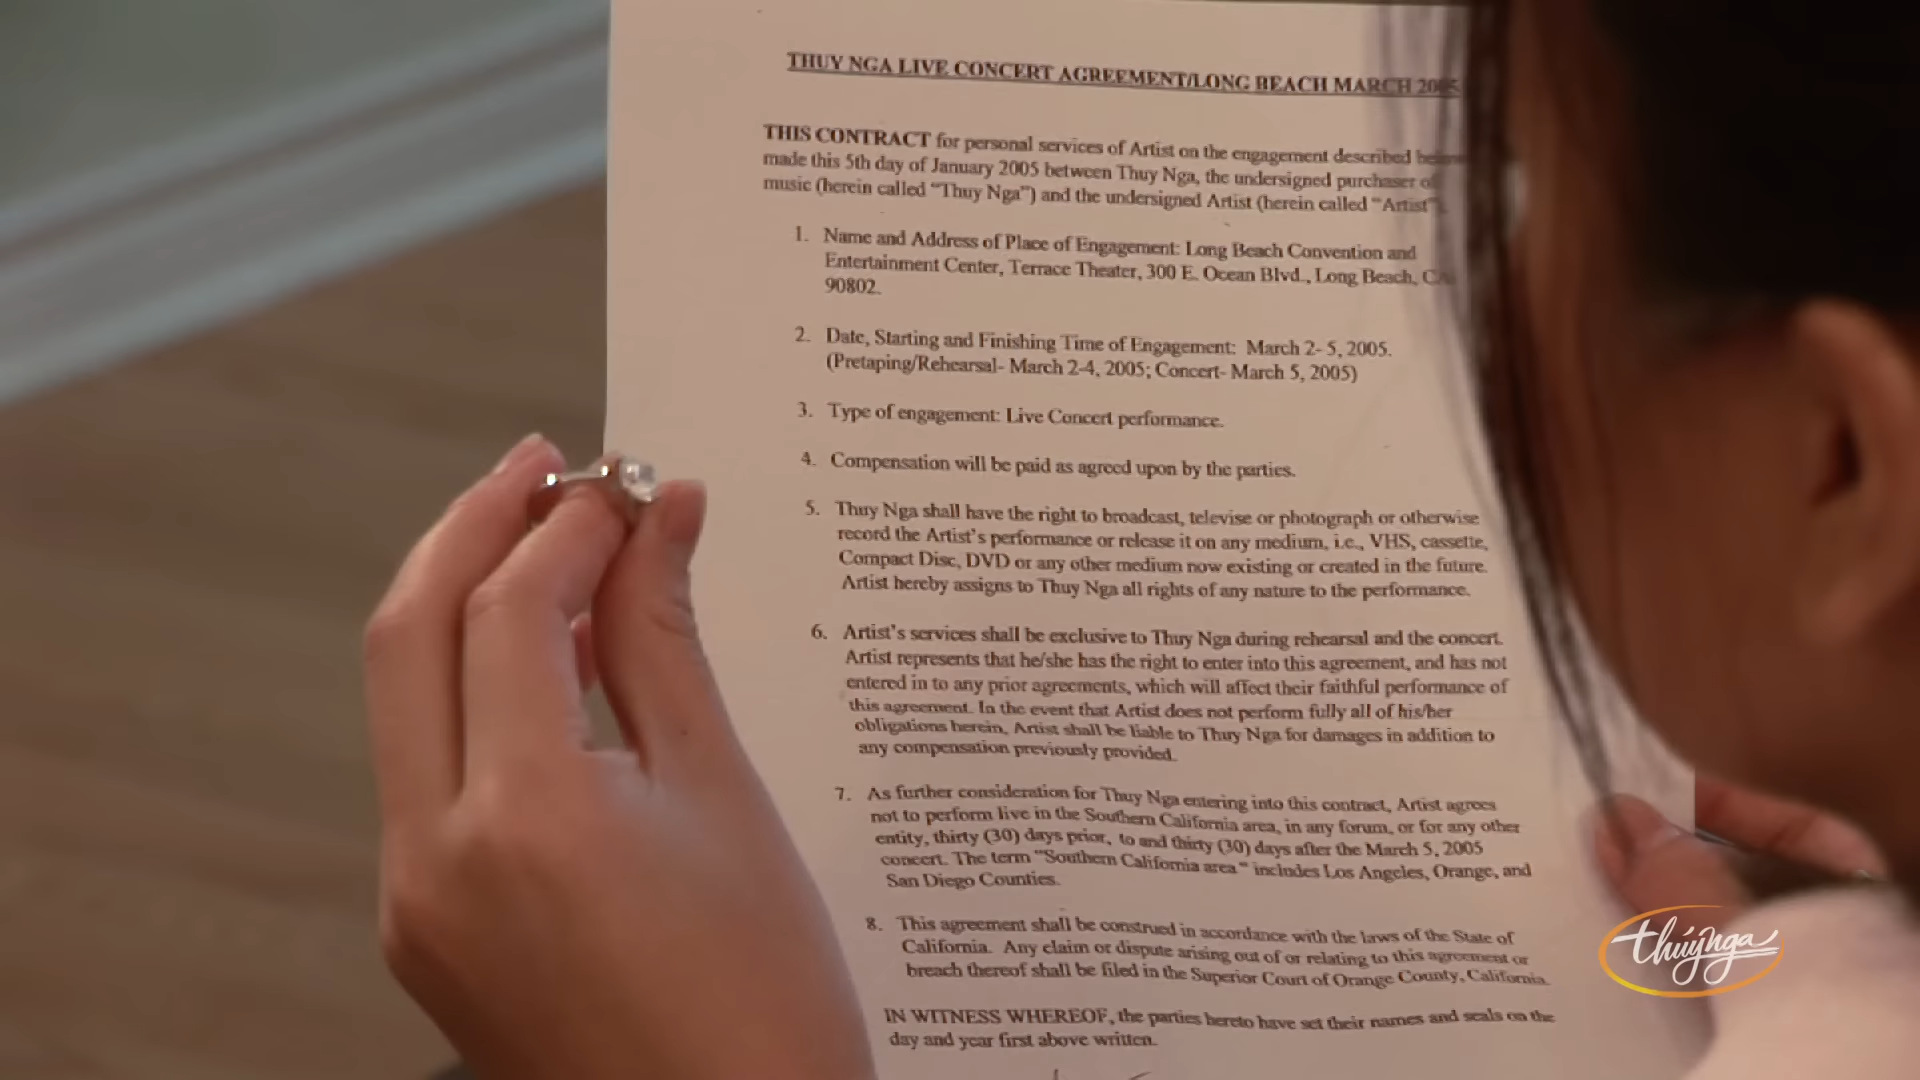 THUY NGA LIVE CONCERT AGREEMENT/LONG BEACH MARCH 2005
THIS CONTRACT for personal services of Artist on the engagement described
made this 5th day of January 2005 between Thuy Nga, the undersigned purchaser of
music (herein called "Thuy Nga") and the undersigned Artist (herein called "Artist").
1. Name and Address of Place of Engagement: Long Beach Convention and
Entertainment Center, Terrace Theater, 300 E. Ocean Blvd., Long Beach, CA
90802.
2. Date, Starting and Finishing Time of Engagement: March 2- 5, 2005.
(Pretaping/Rehearsal- March 2-4, 2005; Concert- March 5, 2005)
3. Type of engagement: Live Concert performance.
4. Compensation will be paid as agreed upon by the parties.
5. Thuy Nga shall have the right to broadcast, televise or photograph or otherwise
record the Artist's performance or release it on any medium, i.e., VHS, cassette,
Compact Disc, DVD or any other medium now existing or created in the future.
Artist hereby assigns to Thuy Nga all rights of any nature to the performance.
6. Artist's services shall be exclusive to Thuy Nga during rehearsal and the concert.
Artist represents that he/she has the right to enter into this agreement, and has not
entered in to any prior agreements, which will affect their faithful performance of
this agreement. In the event that Artist does not perform fully all of his/her
obligations herein, Artist shall be liable to Thuy Nga for damages in addition to
any compensation previously provided.
7. As further consideration for Thuy Nga entering into this contract, Artist agrees
not to perform live in the Southern California area, in any forum, or for any other
entity, thirty (30) days prior, to and thirty (30) days after the March 5, 2005
concert. The term "Southern California area" includes Los Angeles, Orange, and
San Diego Counties.
8. This agreement shall be construed in accordance with the laws of the State of
California. Any claim or dispute arising out of or relating to this agreement or
breach thereof shall be filed in the Superior Court of Orange County, California.
IN WITNESS WHEREOF, the parties hereto have set their names and seals on the
day and year first above written.
thúynga